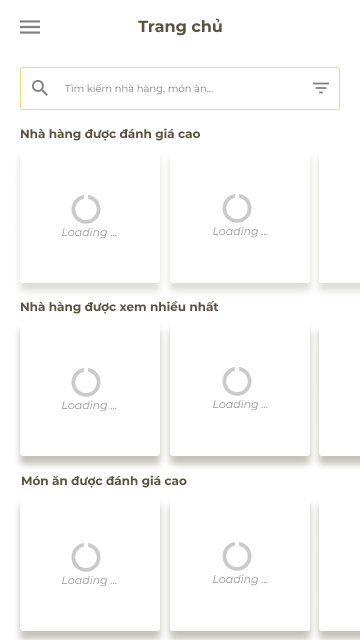 Trang chủ
Tìm kiếm nhà hàng, món ăn...
Nhà hàng được đánh giá cao
Loading ...
Loading ...
Nhà hàng được xem nhiều nhất
Loading ...
Loading ...
Món ăn được đánh giá cao
Loading ...
Loading ...